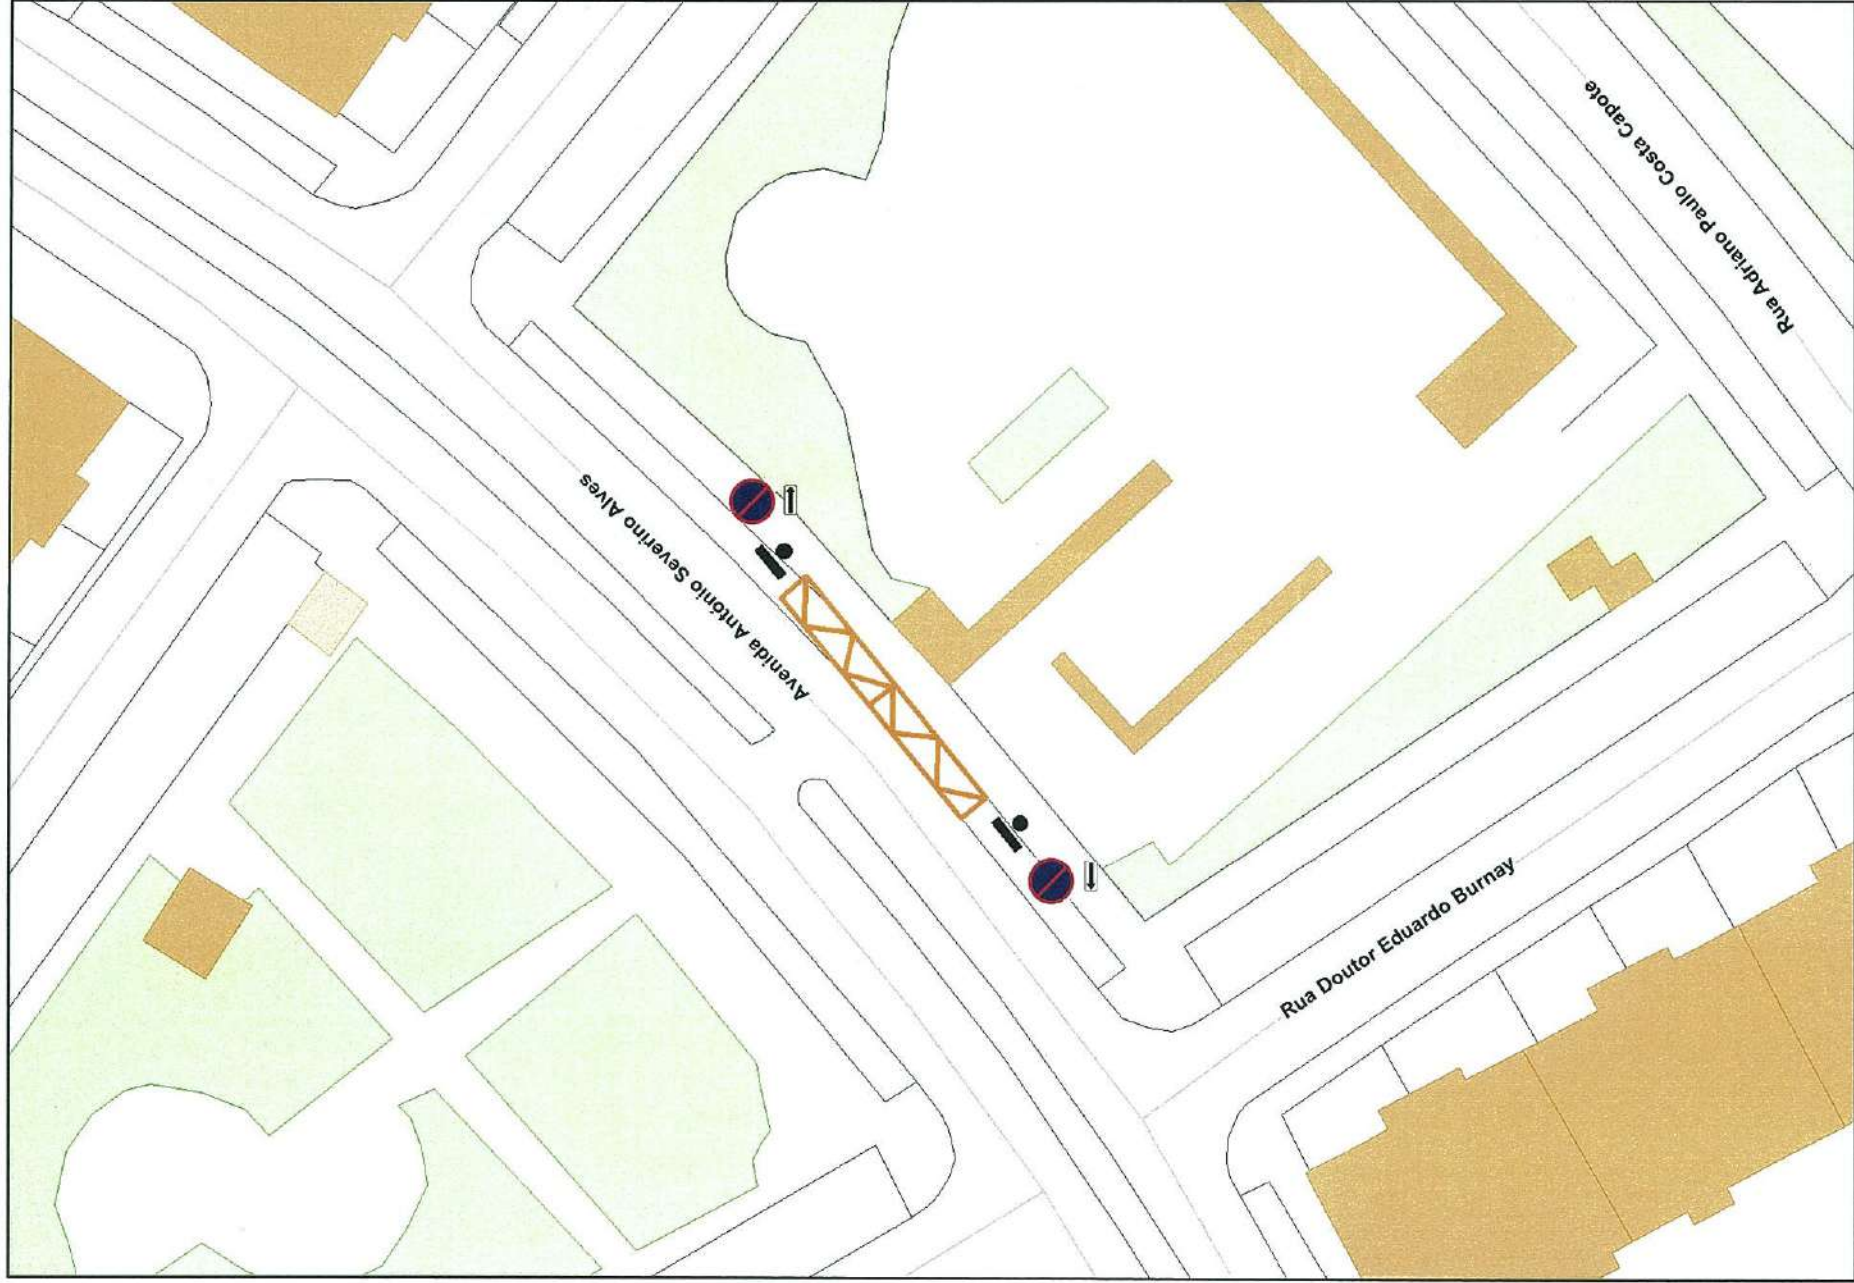 Rua Adriano Paulo Costa Capote
Avenida António Severino Alves
Rua Doutor Eduardo Burnay